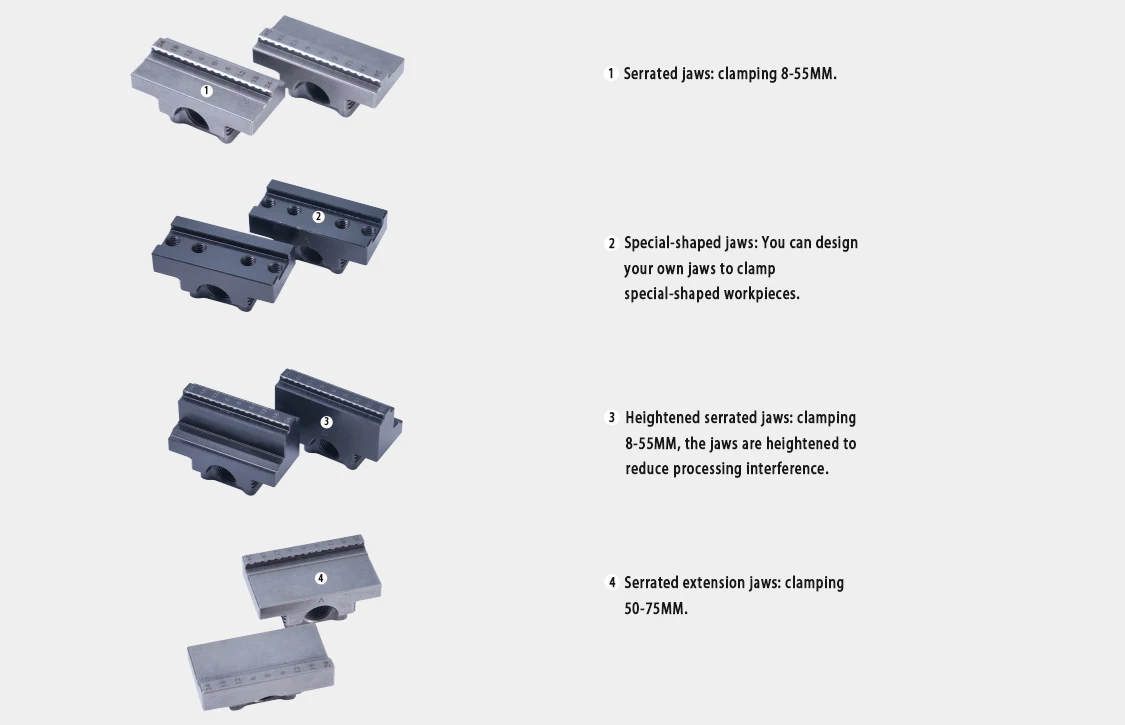 1
1 Serrated jaws: clamping 8-55MM.
2
2 Special-shaped jaws: You can design
your own jaws to clamp
special-shaped workpieces.
3
3 Heightened serrated jaws: clamping
8-55MM, the jaws are heightened to
reduce processing interference.
4
4 Serrated extension jaws: clamping
50-75MM.